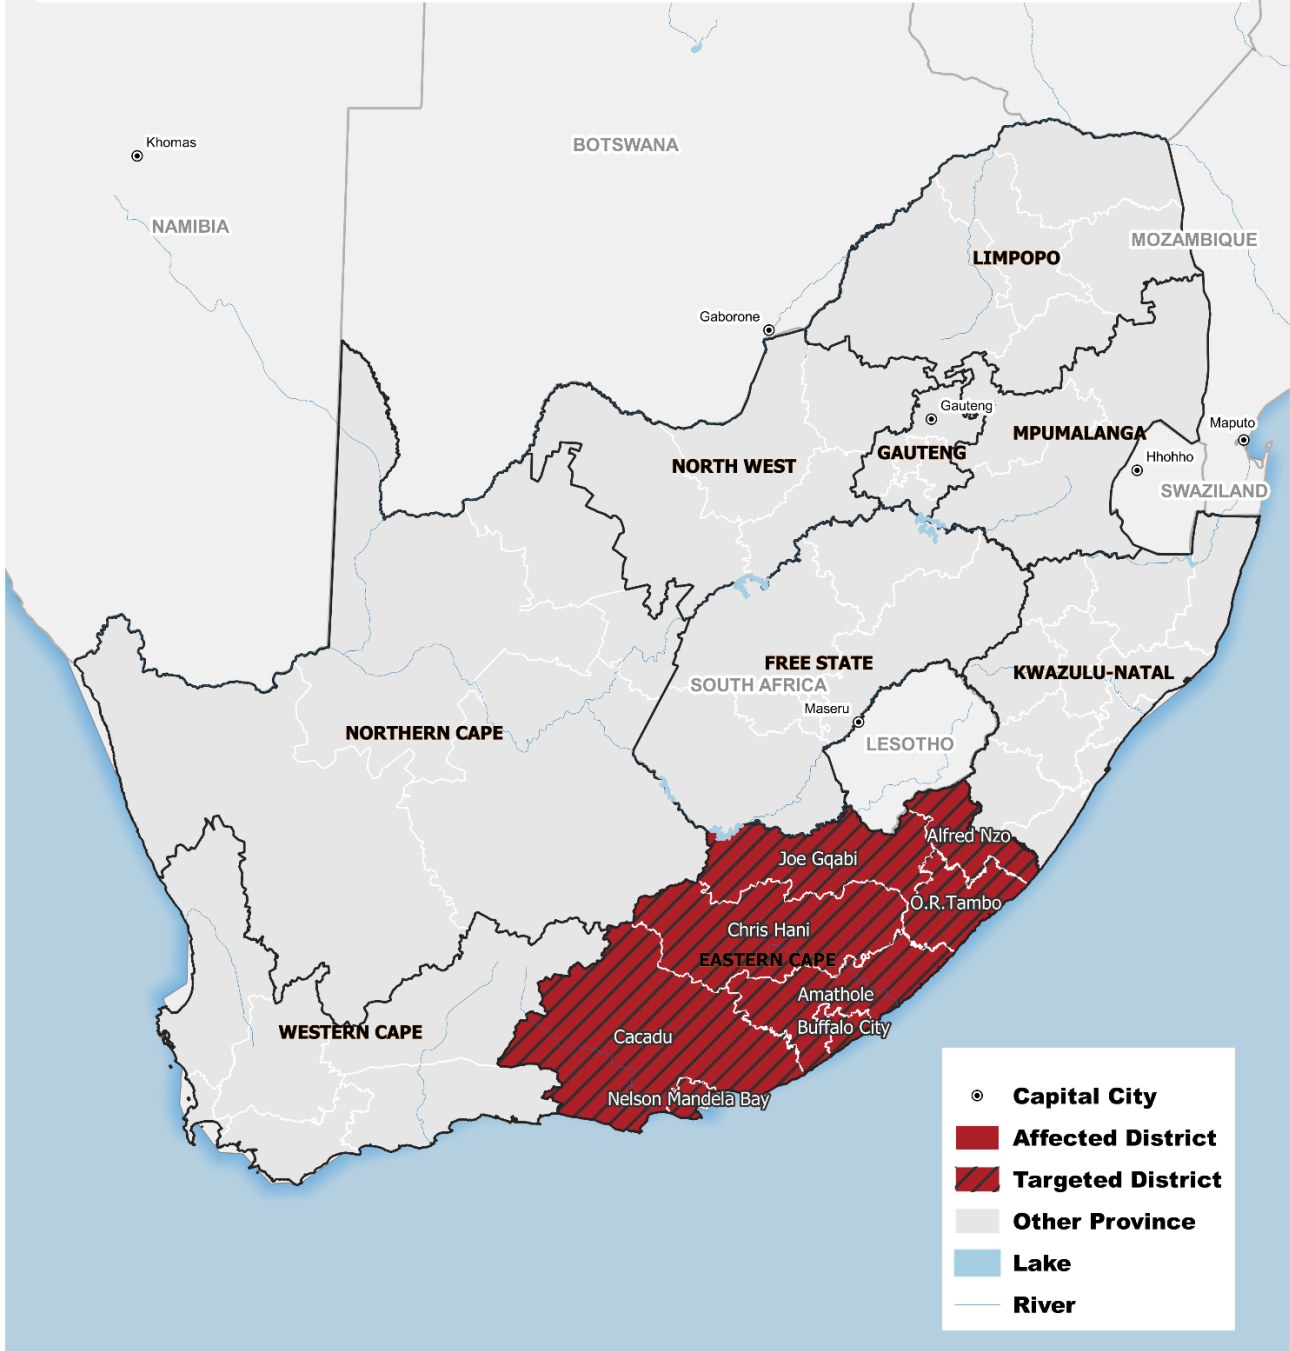 Khomas
BOTSWANA
NAMIBIA
MOZAMBIQUE
LIMPOPO
Gaborone
Gauteng
Maputo
MPUMALANGA
GAUTENG
Hhohho
NORTH WEST
SWAZILAND
FREE STATE
KWAZULU-NATAL
SOUTH AFRICA
Maseru
NORTHERN CAPE
LESOTHO
Alfred Nzo
Joe Gqabi
O.R.Tambo
Chris Hani
EASTERN CAPE
Amathole
Buffalo City
WESTERN CAPE
Cacadu
Nelson Mandela Bay
Capital City
Affected District
Targeted District
Other Province
Lake
River